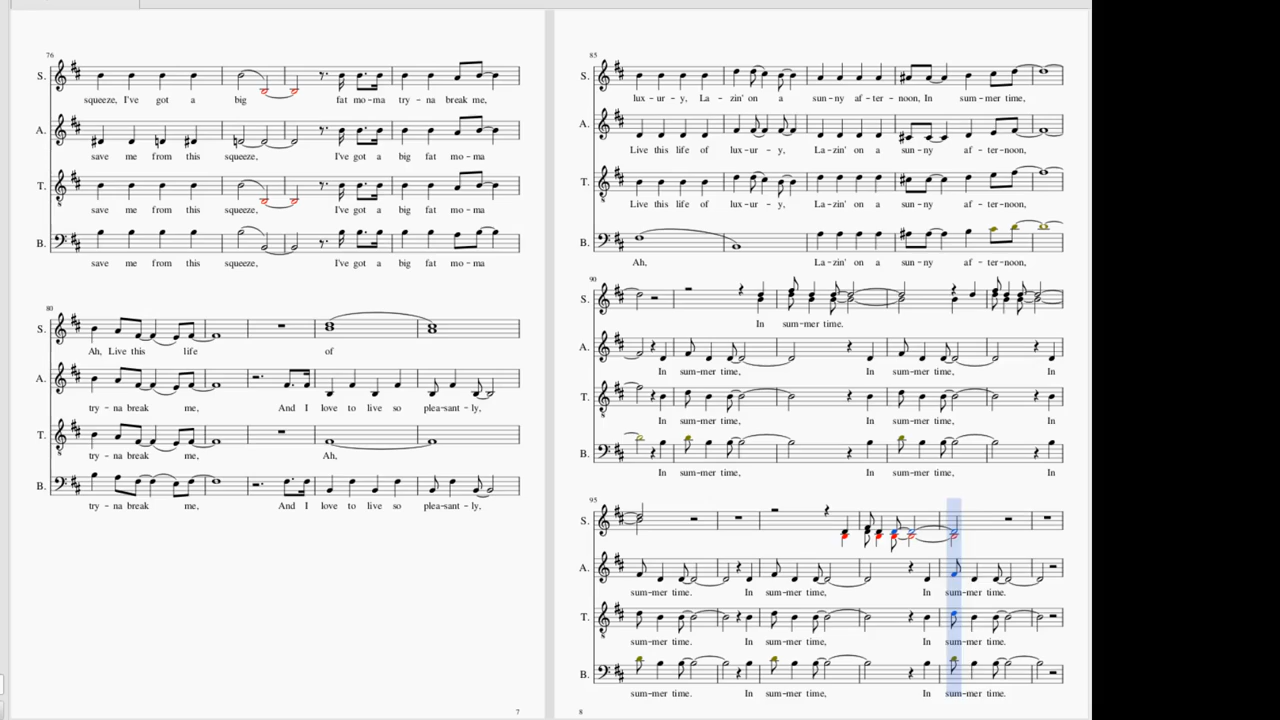 76
S.
squeeze, I've got a big fat mo-ma try-na break me,
A.
save me from this squeeze, I've got a big fat mo-ma
T.
save me from this squeeze, I've got a big fat mo-ma
B.
save me from this squeeze, I've got a big fat mo-ma
80
S.
Ah, Live this life of
A.
try-na break me, And I love to live so plea-sant-ly,
T.
try-na break me, Ah,
B.
try-na break me, And I love to live so plea-sant-ly,
7
85
S.
lux-ur-y, La-zin' on a sun-ny af-ter-noon, In sum-mer time,
A.
Live this life of lux-ur-y, La-zin' on a sun-ny af-ter-noon,
T.
Live this life of lux-ur-y, La-zin' on a sun-ny af-ter-noon,
B.
Ah, La-zin' on a sun-ny af-ter-noon,
90
S.
In sum-mer time.
A.
In sum-mer time, In sum-mer time, In
T.
In sum-mer time, In sum-mer time, In
B.
In sum-mer time, In sum-mer time, In
95
S.
A.
sum-mer time. In sum-mer time, In sum-mer time.
T.
sum-mer time. In sum-mer time, In sum-mer time.
B.
sum-mer time. In sum-mer time, In sum-mer time.
8